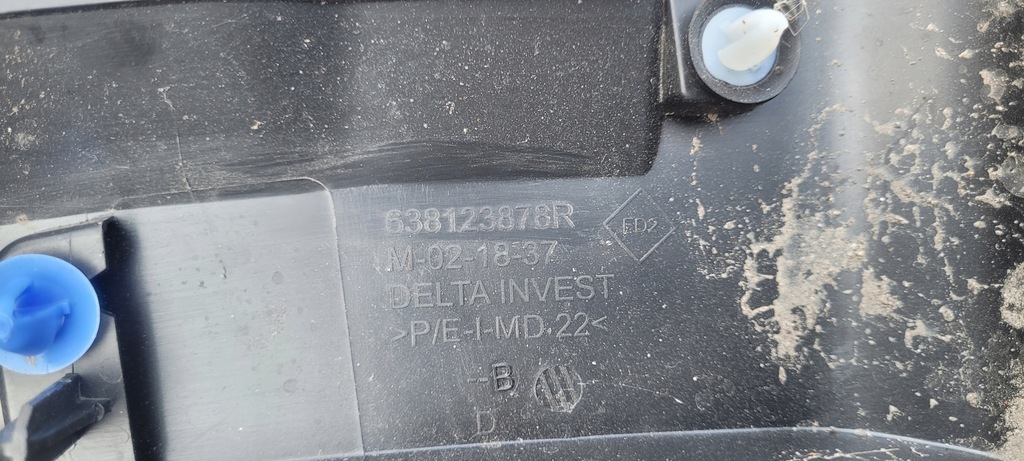 638123878R
ED2
M-02-18-37
DELTA INVEST
>P/E-I-MD.22<
--B
D